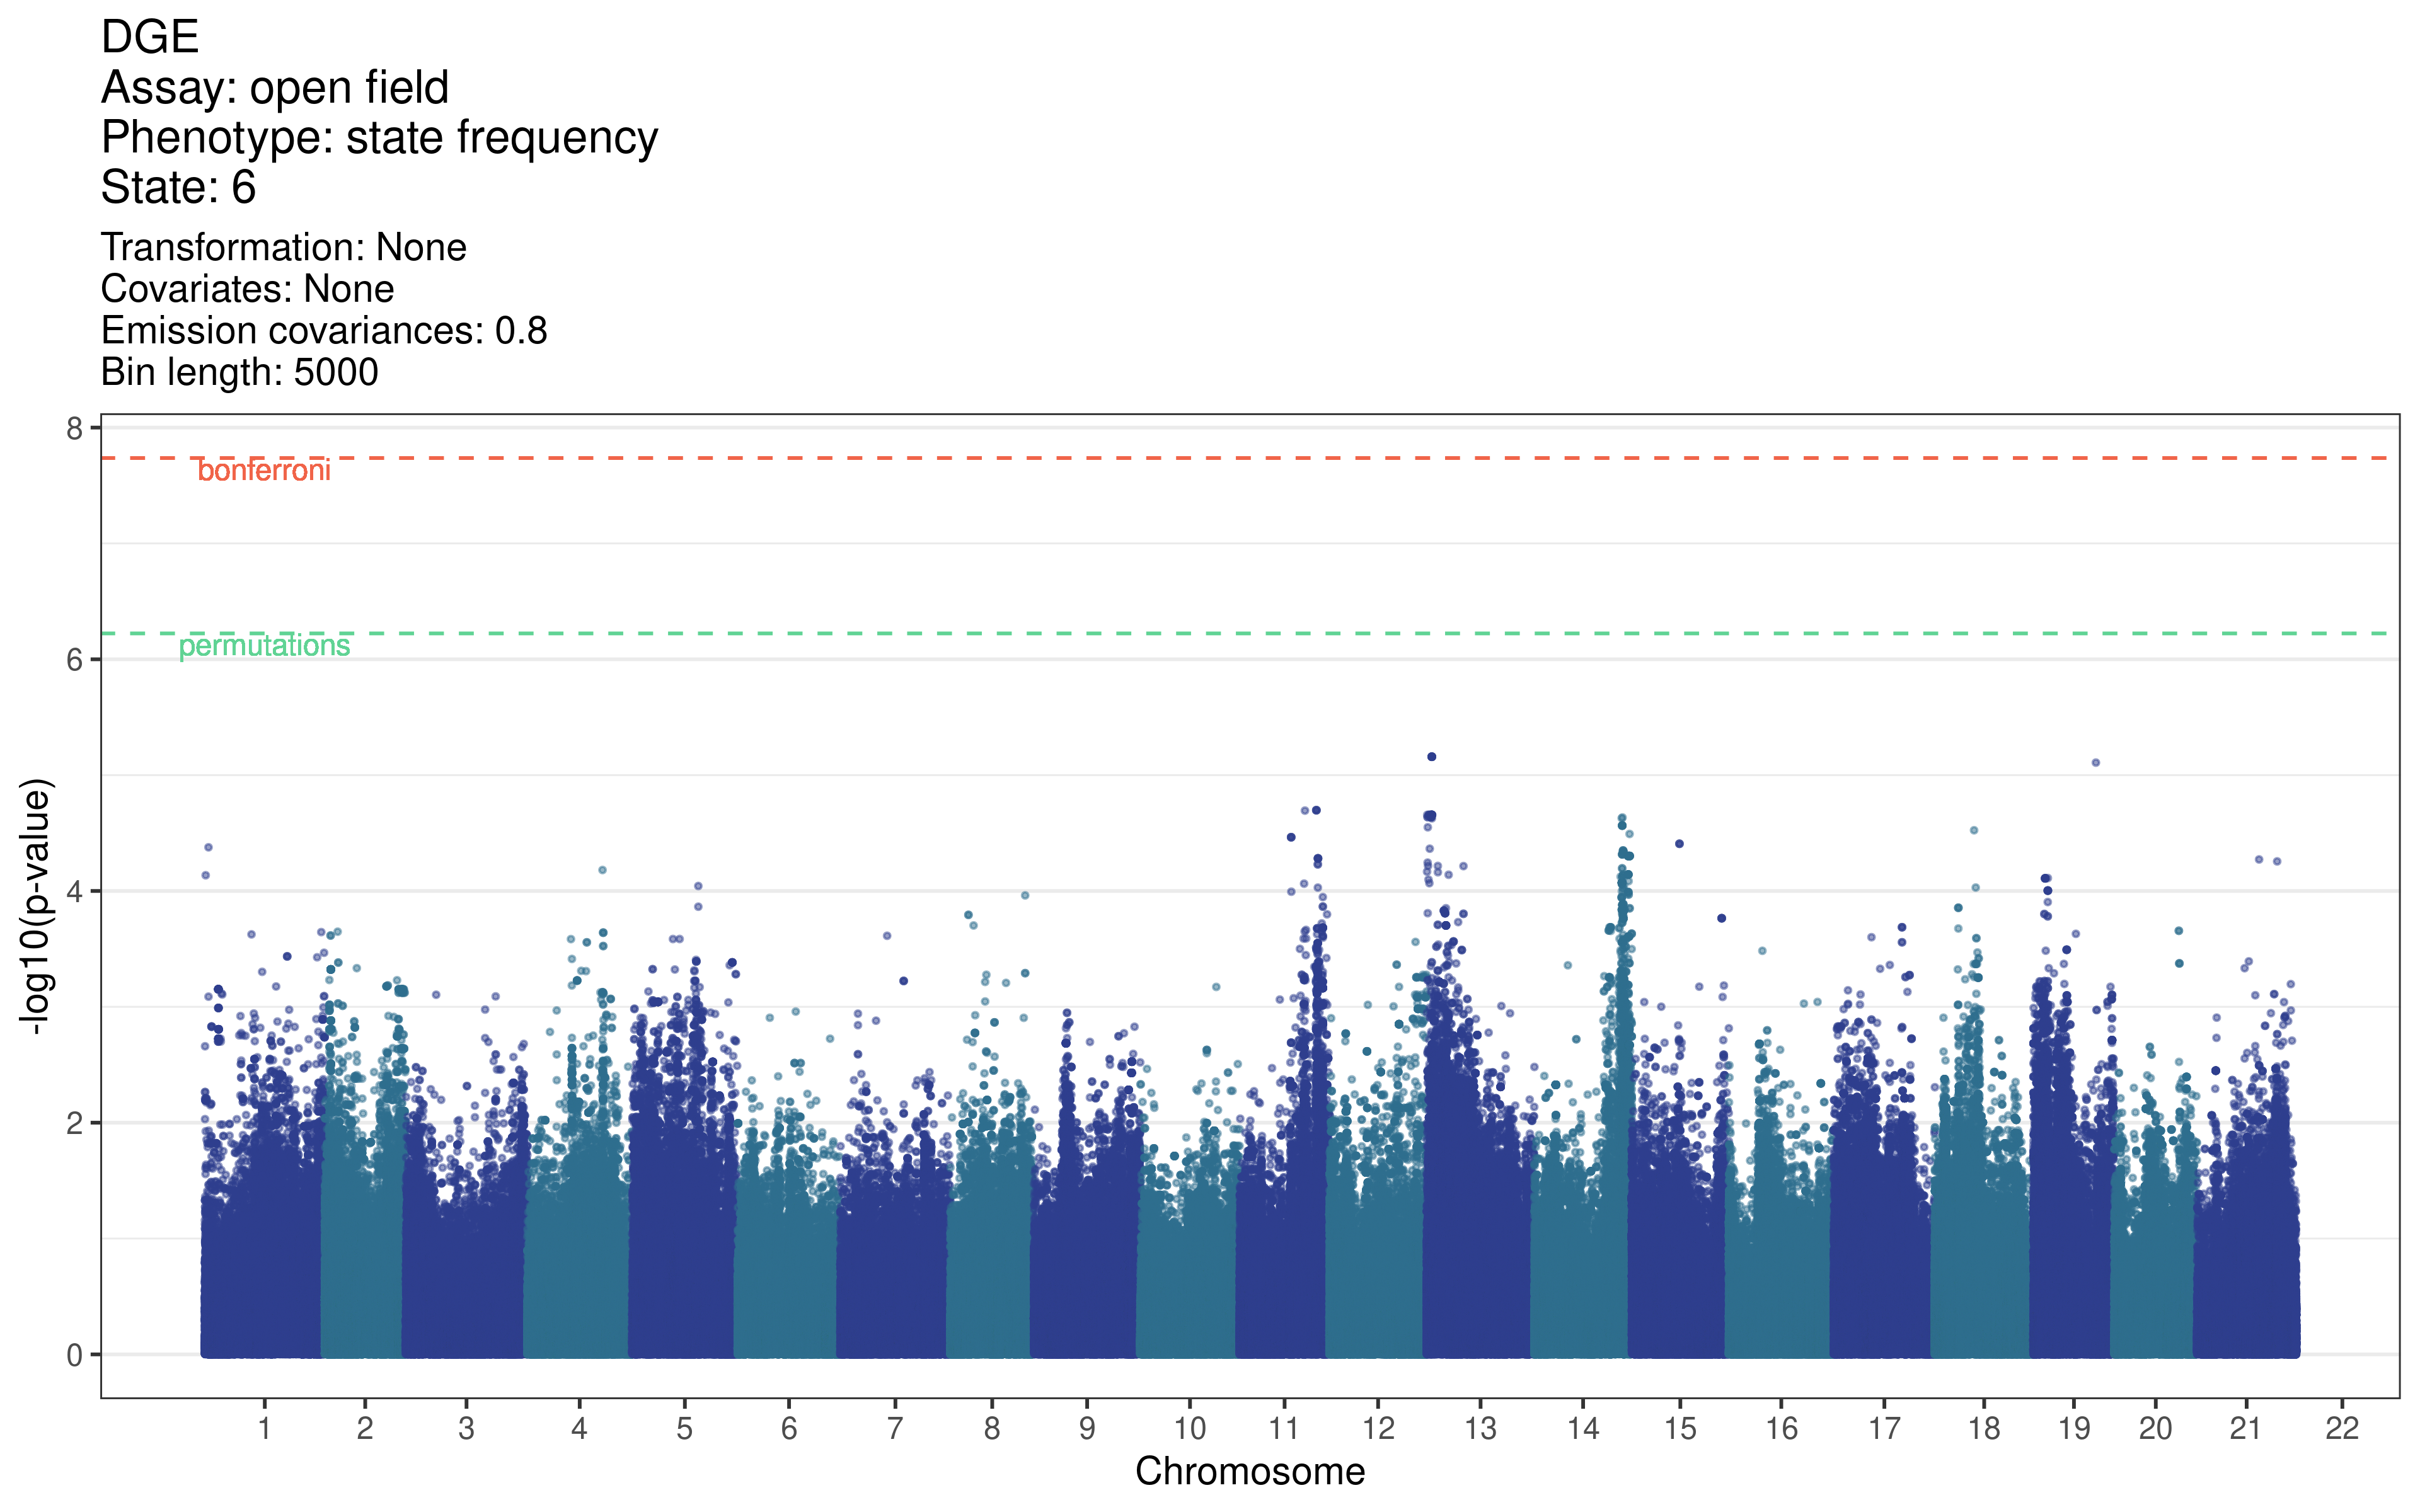 DGE
Assay: open field
Phenotype: state frequency
State: 6
Transformation: None
Covariates: None
Emission covariances: 0.8
Bin length: 5000
8
bonferroni
permutations
6
-log10(p-value)
4
2
0
1 2 3 4 5 6 7 8 9 10 11 12 13 14 15 16 17 18 19 20 21 22
Chromosome